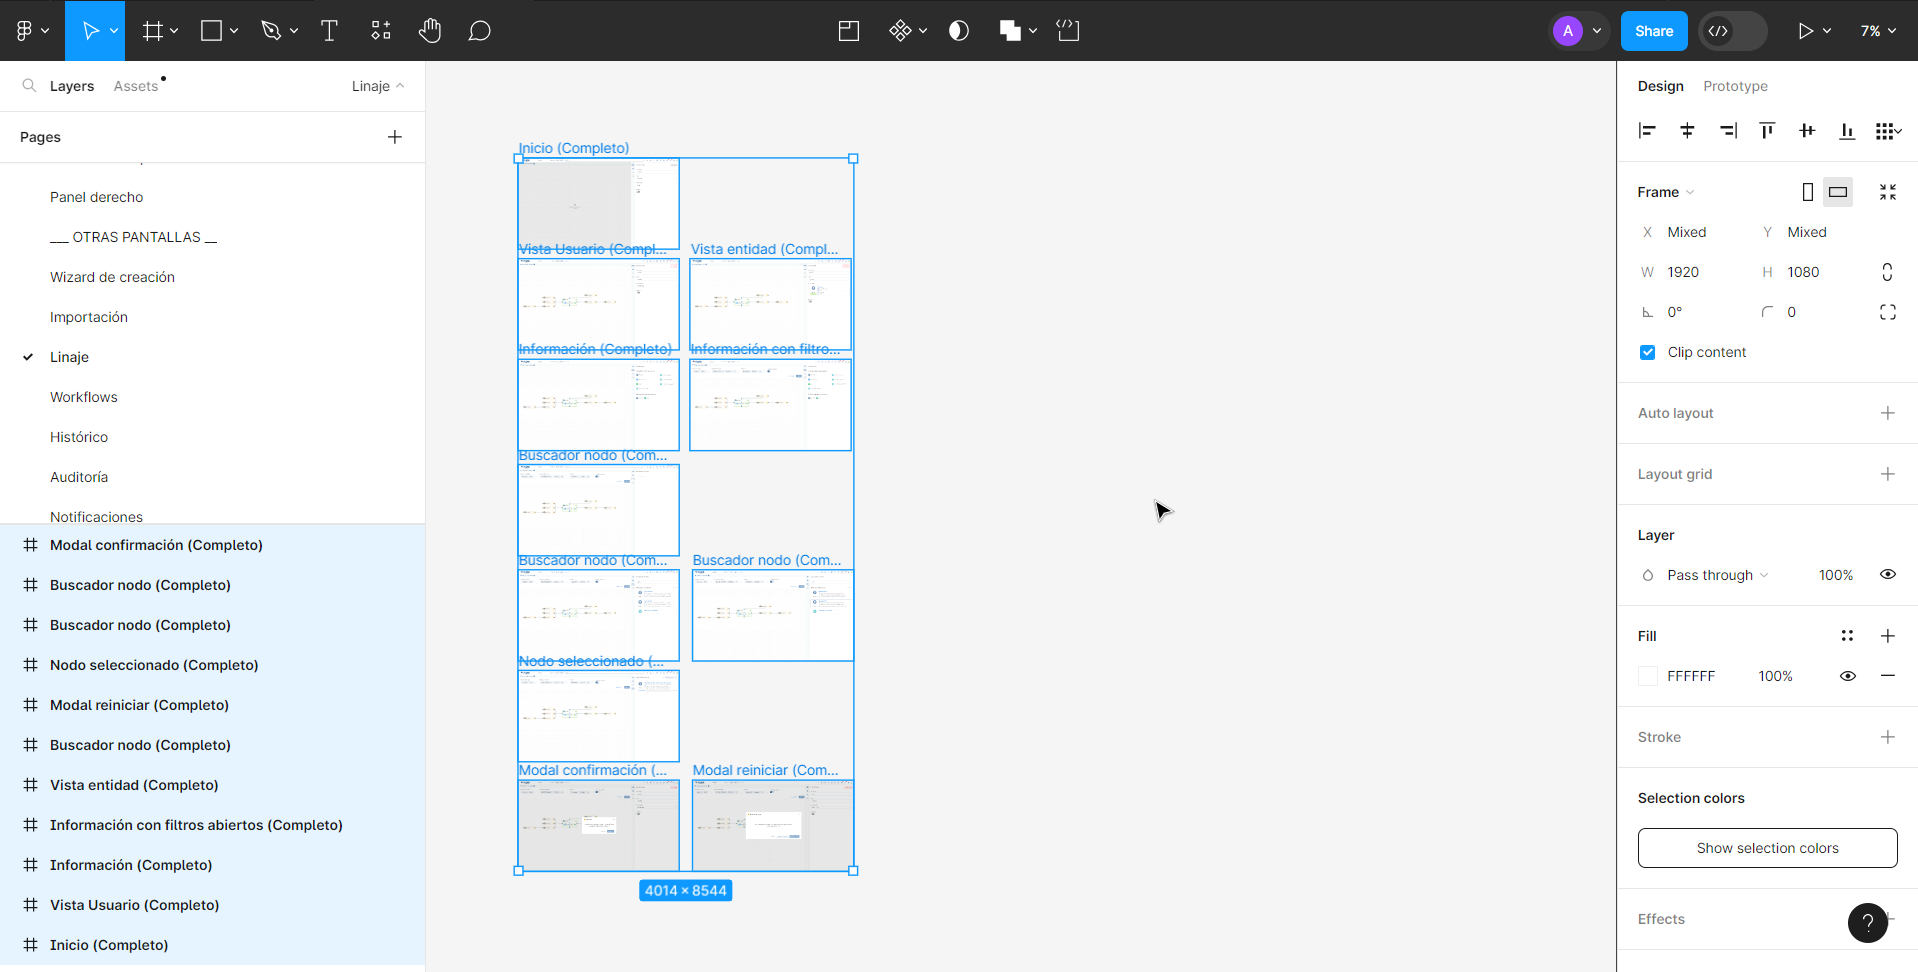 A
Share
7%
Layers
Assets
Linaje
Pages
Panel derecho
___ OTRAS PANTALLAS __
Wizard de creación
Importación
Linaje
Workflows
Histórico
Auditoría
Notificaciones
Modal confirmación (Completo)
Buscador nodo (Completo)
Buscador nodo (Completo)
Nodo seleccionado (Completo)
Modal reiniciar (Completo)
Buscador nodo (Completo)
Vista entidad (Completo)
Información con filtros abiertos (Completo)
Información (Completo)
Vista Usuario (Completo)
Inicio (Completo)
Inicio (Completo)
Vista Usuario (Compl...
Vista entidad (Compl...
Información (Completo)
Información con filtro...
Buscador nodo (Com...
Buscador nodo (Com...
Buscador nodo (Com...
Nodo seleccionado (...
Modal confirmación (...
Modal reiniciar (Com...
4014 × 8544
Design
Prototype
Frame
X Mixed
Y Mixed
W 1920
H 1080
0°
0
Clip content
Auto layout
Layout grid
Layer
Pass through
100%
Fill
FFFFFF
100%
Stroke
Selection colors
Show selection colors
Effects
?